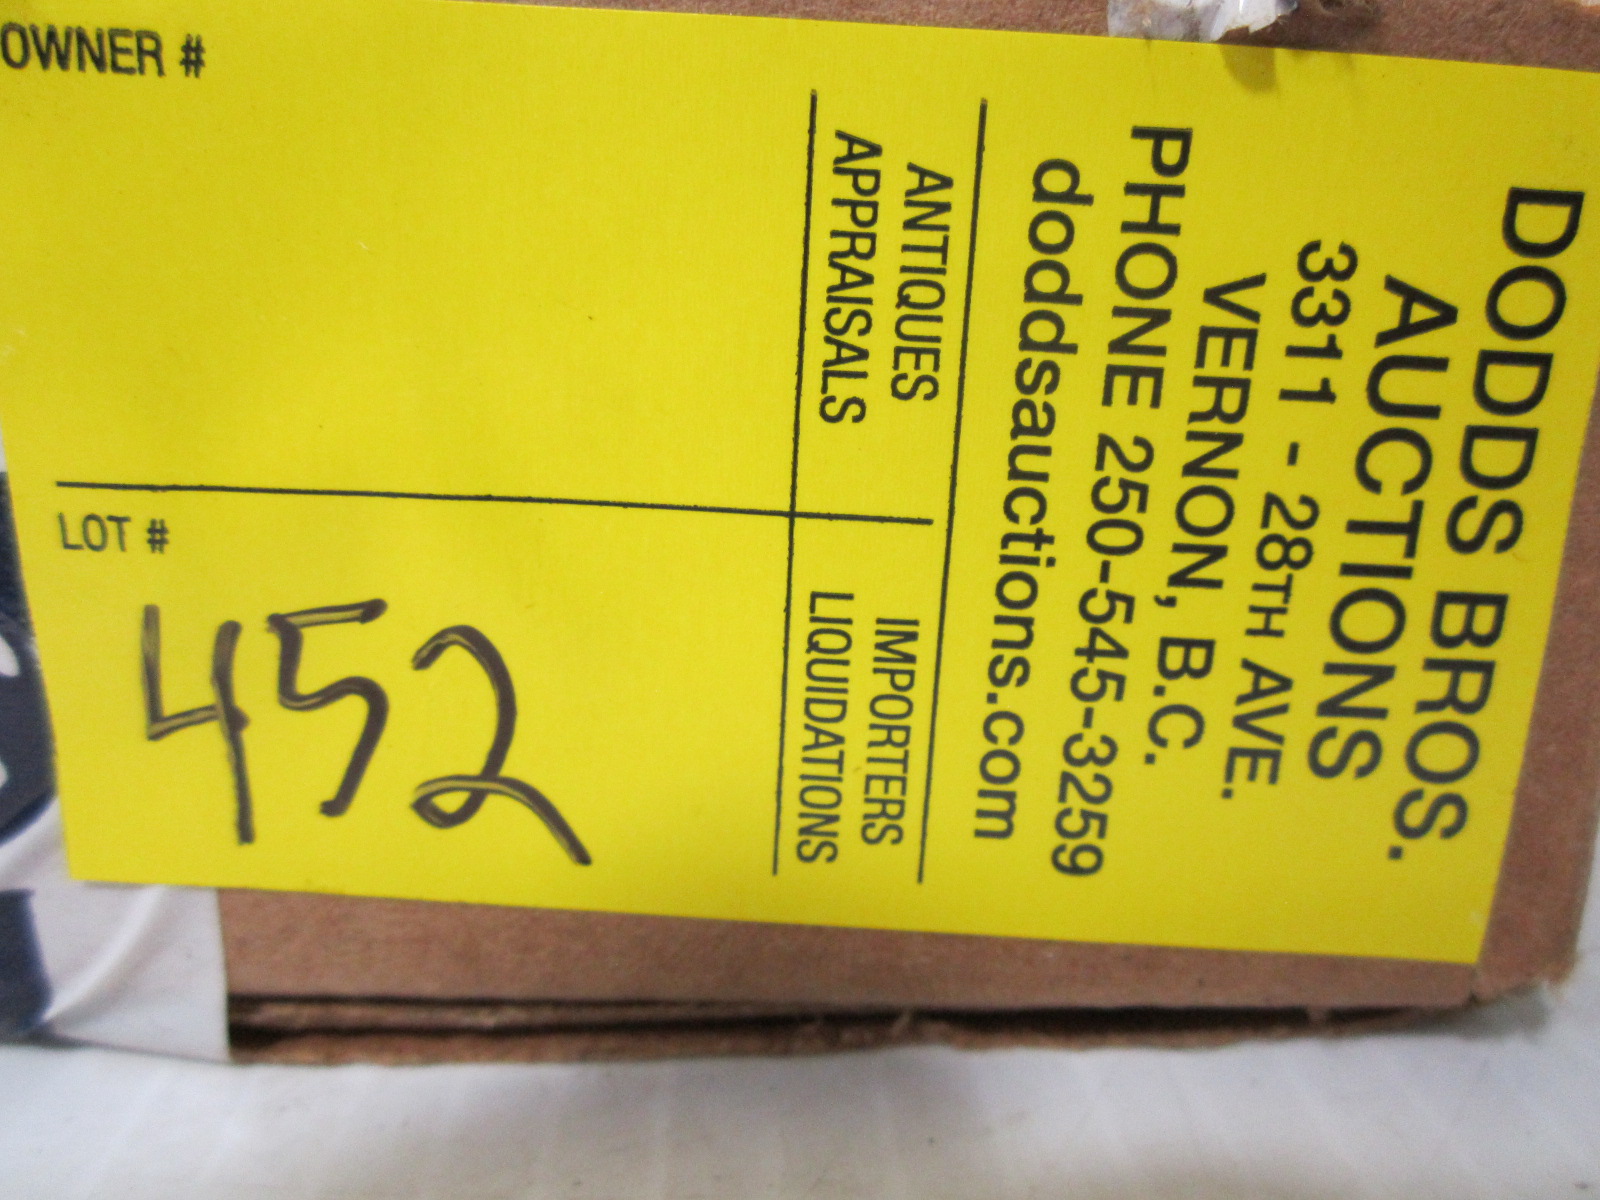 DODDS BROS.
AUCTIONS
3311 - 28TH AVE.
VERNON, B.C.
PHONE 250-545-3259
doddsauctions.com
ANTIQUES
APPRAISALS
IMPORTERS
LIQUIDATIONS
OWNER #
LOT #
452